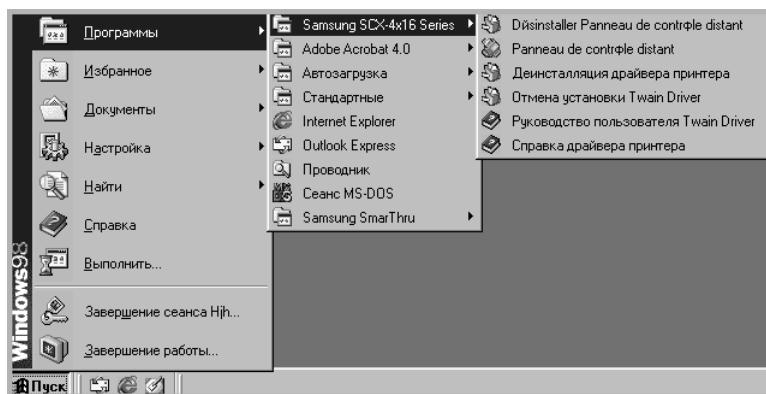 Программы
Избранное
Документы
Настройка
Найти
Справка
Выполнить...
Завершение сеанса Hjh...
Завершение работы...
Windows98
Samsung SCX-4x16 Series
Adobe Acrobat 4.0
Автозагрузка
Стандартные
Internet Explorer
Outlook Express
Проводник
Сеанс MS-DOS
Samsung SmarThru
Dйsinstaller Panneau de contrфle distant
Panneau de contrфle distant
Деинсталляция драйвера принтера
Отмена установки Twain Driver
Руководство пользователя Twain Driver
Справка драйвера принтера
Пуск